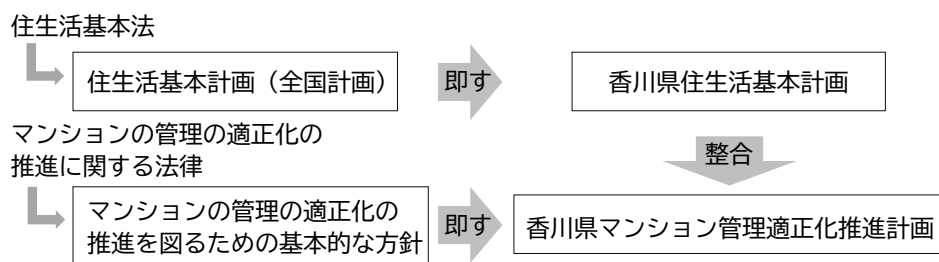 住生活基本法
住生活基本計画（全国計画）
即す
香川県住生活基本計画
マンションの管理の適正化の
推進に関する法律
整合
マンションの管理の適正化の
推進を図るための基本的な方針
即す
香川県マンション管理適正化推進計画